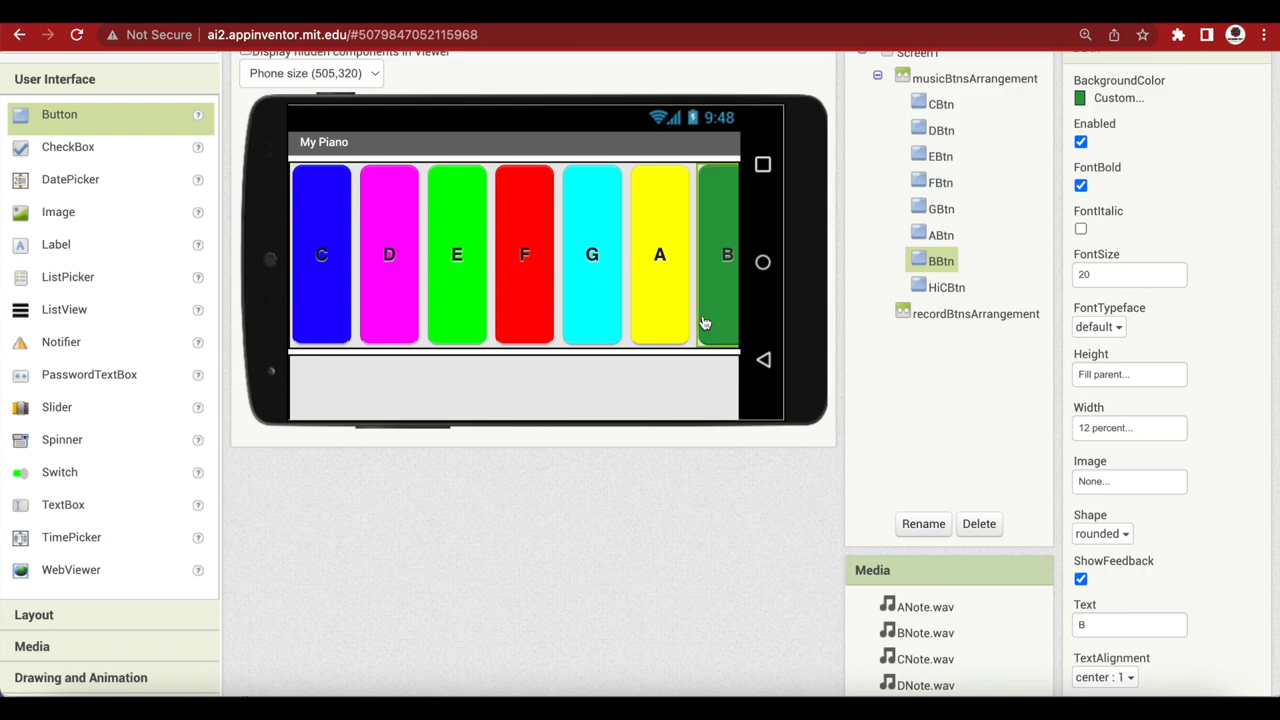 Not Secure
ai2.appinventor.mit.edu/#5079847052115968
User Interface
Button
CheckBox
DatePicker
Image
Label
ListPicker
ListView
Notifier
PasswordTextBox
Slider
Spinner
Switch
TextBox
TimePicker
WebViewer
Layout
Media
Drawing and Animation
Display hidden components in Viewer
Phone size (505,320)
9:48
My Piano
C
D
E
F
G
A
B
Screen1
musicBtnsArrangement
CBtn
DBtn
EBtn
FBtn
GBtn
ABtn
BBtn
HiCBtn
recordBtnsArrangement
Rename
Delete
Media
ANote.wav
BNote.wav
CNote.wav
DNote.wav
BackgroundColor
Custom...
Enabled
FontBold
FontItalic
FontSize
20
FontTypeface
default
Height
Fill parent...
Width
12 percent...
Image
None...
Shape
rounded
ShowFeedback
Text
B
TextAlignment
center : 1